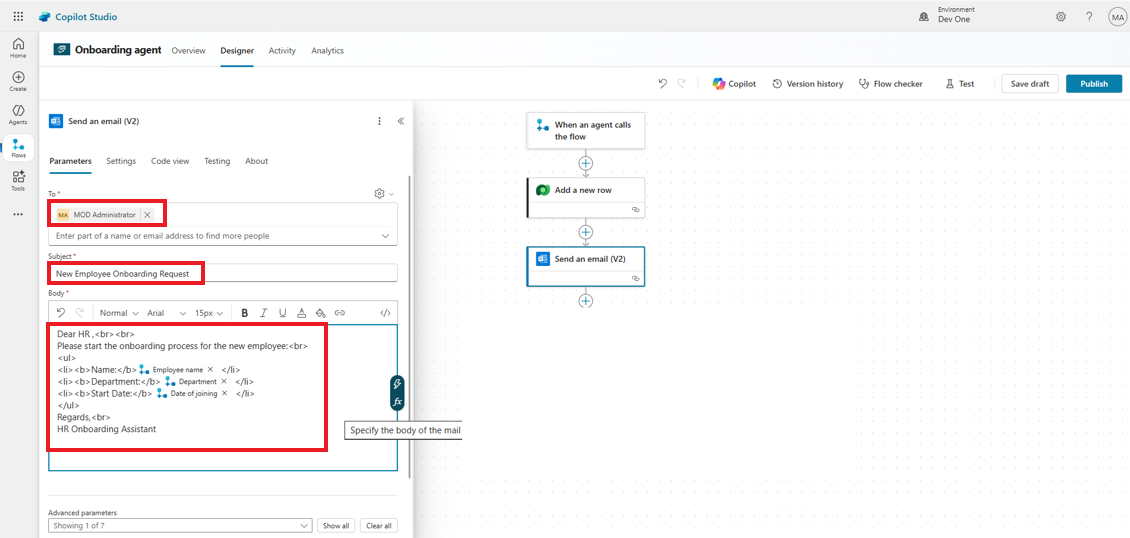 Copilot Studio
Environment
Dev One
MA
Home
Create
Agents
Flows
Tools
Onboarding agent Overview Designer Activity Analytics
Copilot Version history Flow checker Test Save draft Publish
Send an email (V2)
Parameters Settings Code view Testing About
To *
MA MOD Administrator
Enter part of a name or email address to find more people
Subject *
New Employee Onboarding Request
Body *
Normal Arial 15px B I U A </>
Dear HR ,<br><br>
Please start the onboarding process for the new employee:<br>
<ul>
<li><b>Name:</b> Employee name × </li>
<li><b>Department:</b> Department × </li>
<li><b>Start Date:</b> Date of joining × </li>
</ul>
Regards,<br>
HR Onboarding Assistant
fx
Specify the body of the mail
Advanced parameters
Showing 1 of 7 Show all Clear all
When an agent calls
the flow
Add a new row
Send an email (V2)